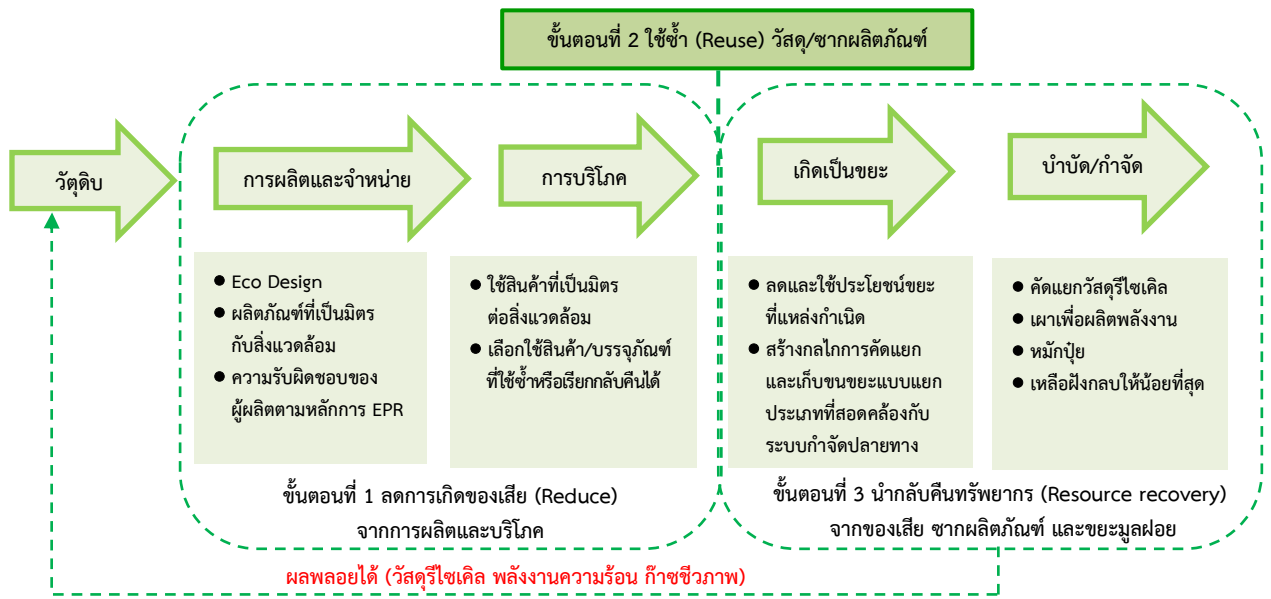 ขั้นตอนที่ 2 ใช้ซ้ำ (Reuse) วัสดุ/ซากผลิตภัณฑ์
วัตุดิบ
การผลิตและจำหน่าย
การบริโภค
เกิดเป็นขยะ
บำบัด/กำจัด
● Eco Design
● ผลิตภัณฑ์ที่เป็นมิตร
กับสิ่งแวดล้อม
● ความรับผิดชอบของ
ผู้ผลิตตามหลักการ EPR
● ใช้สินค้าที่เป็นมิตร
ต่อสิ่งแวดล้อม
● เลือกใช้สินค้า/บรรจุภัณฑ์
ที่ใช้ซ้ำหรือเรียกกลับคืนได้
● ลดและใช้ประโยชน์ขยะ
ที่แหล่งกำเนิด
● สร้างกลไกการคัดแยก
และเก็บขนขยะแบบแยก
ประเภทที่สอดคล้องกับ
ระบบกำจัดปลายทาง
● คัดแยกวัสดุรีไซเคิล
● เผาเพื่อผลิตพลังงาน
● หมักปุ๋ย
● เหลือฝังกลบให้น้อยที่สุด
ขั้นตอนที่ 1 ลดการเกิดของเสีย (Reduce)
จากการผลิตและบริโภค
ขั้นตอนที่ 3 นำกลับคืนทรัพยากร (Resource recovery)
จากของเสีย ซากผลิตภัณฑ์ และขยะมูลฝอย
ผลพลอยได้ (วัสดุรีไซเคิล พลังงานความร้อน ก๊าซชีวภาพ)